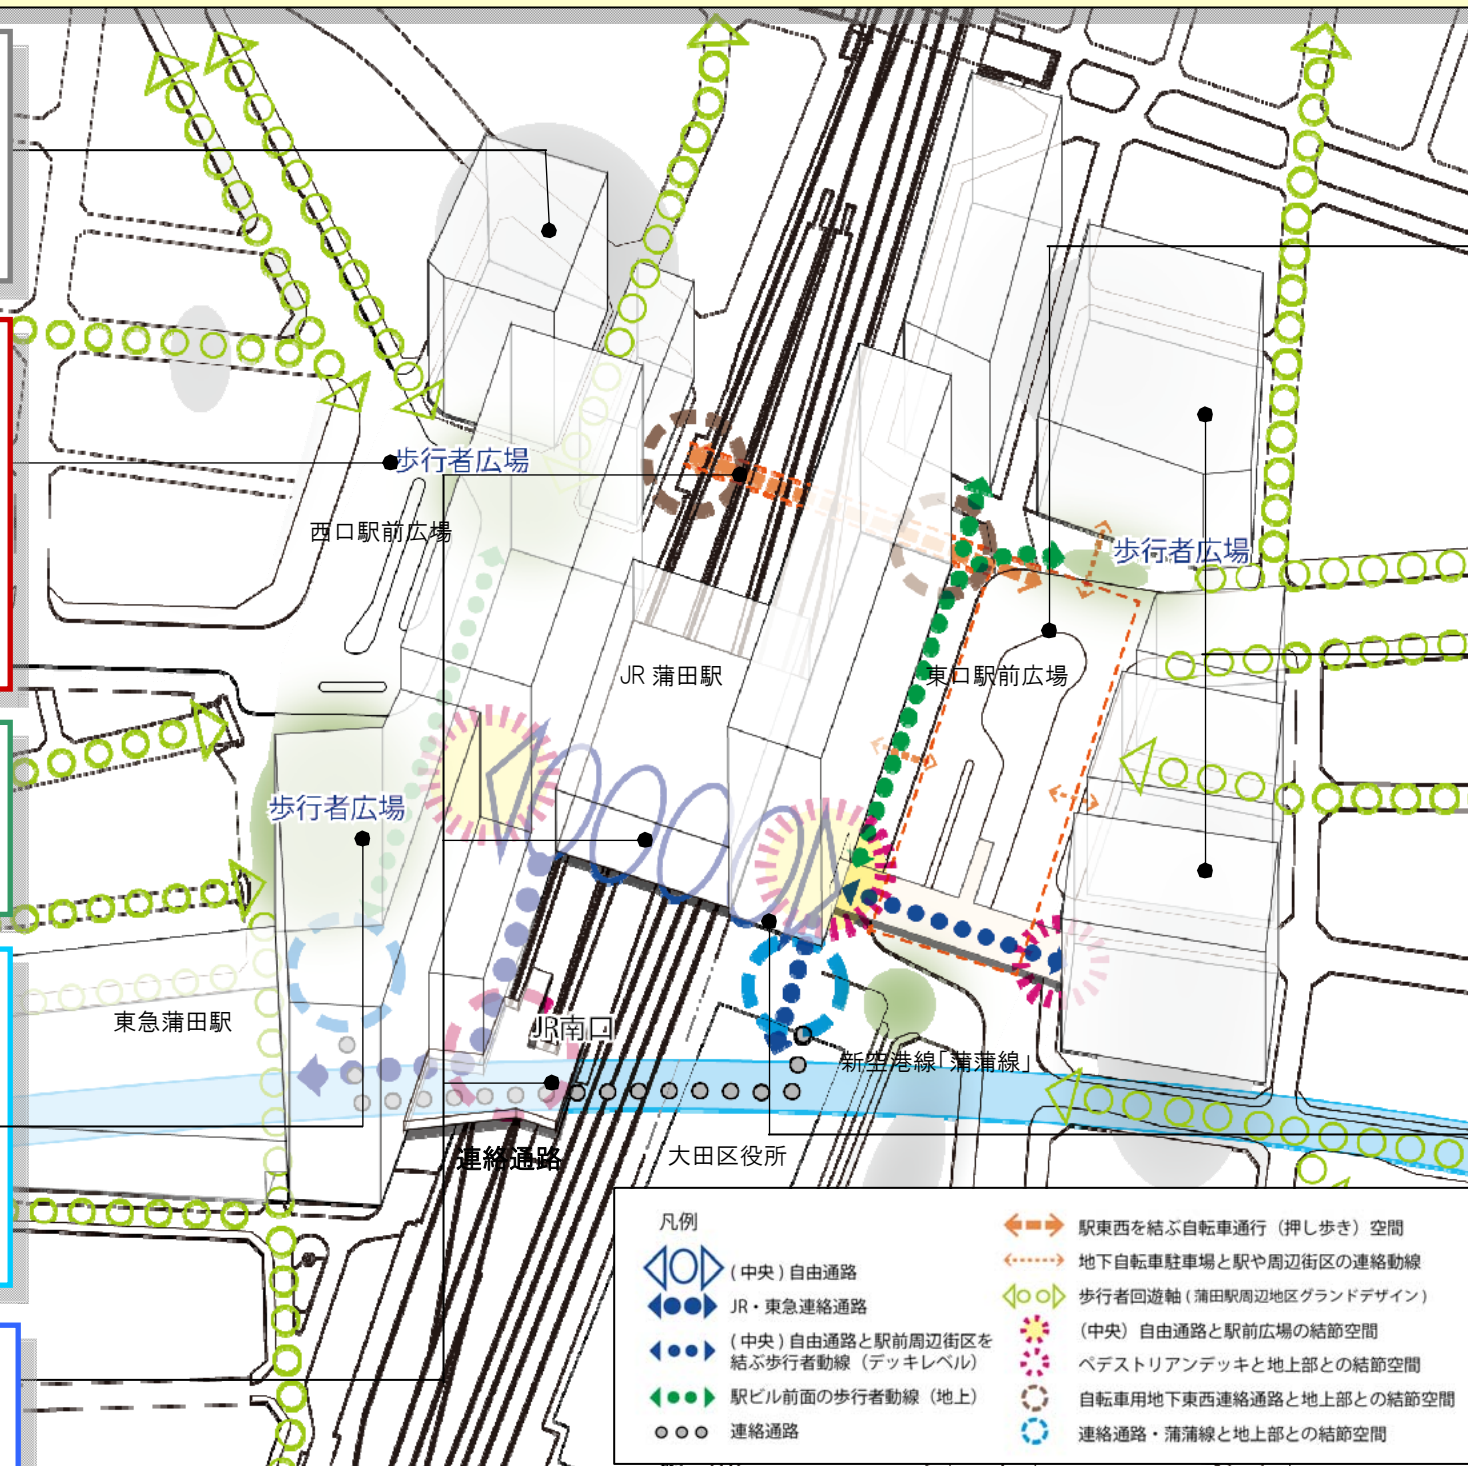 歩行者広場
西口駅前広場
歩行者広場
JR 蒲田駅
東口駅前広場
歩行者広場
東急蒲田駅
JR南口
新空港線「蒲蒲線」
連絡通路
大田区役所
凡例
(中央)自由通路
JR・東急連絡通路
(中央)自由通路と駅前周辺街区を
結ぶ歩行者動線（デッキレベル）
駅ビル前面の歩行者動線（地上）
連絡通路
駅東西を結ぶ自転車通行（押し歩き）空間
地下自転車駐車場と駅や周辺街区の連絡動線
歩行者回遊軸(蒲田駅周辺地区グランドデザイン)
（中央）自由通路と駅前広場の結節空間
ペデストリアンデッキと地上部との結節空間
自転車用地下東西連絡通路と地上部との結節空間
連絡通路・蒲蒲線と地上部との結節空間